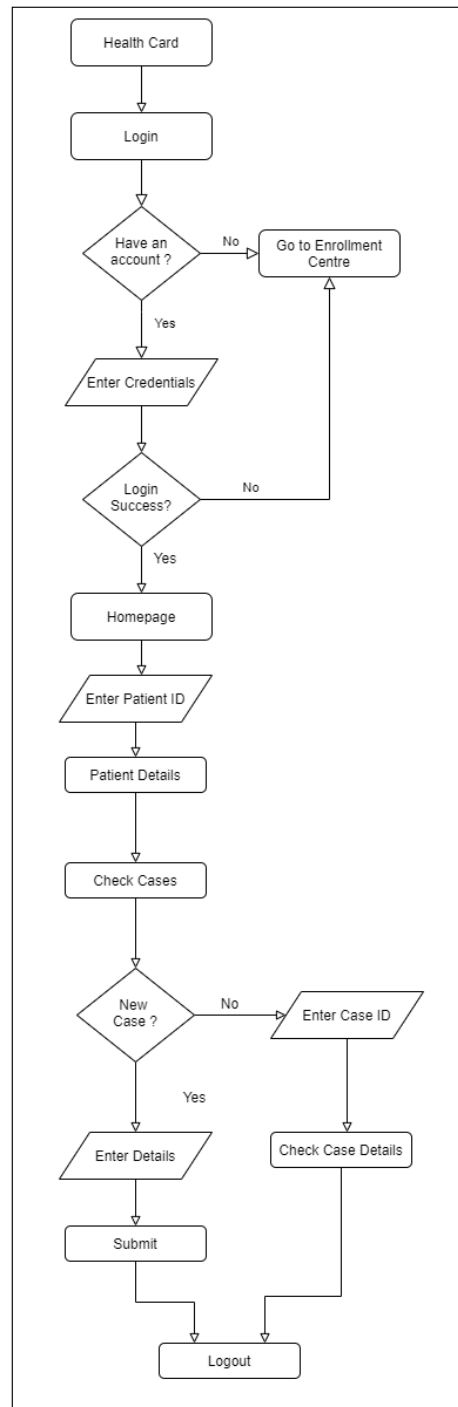 Health Card
Login
Have an
account ?
No
Go to Enrollment
Centre
Yes
Enter Credentials
Login
Success?
No
Yes
Homepage
Enter Patient ID
Patient Details
Check Cases
New
Case ?
No
Enter Case ID
Yes
Enter Details
Check Case Details
Submit
Logout